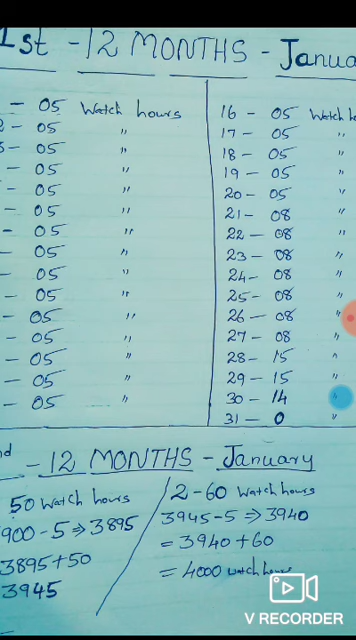 1st - 12 MONTHS - Janua
- 05 Watch hours
2 - 05 "
3 - 05 "
- 05 "
- 05 "
- 05 "
- 05 "
- 05 "
- 05 "
- 05 "
- 05 "
- 05 "
- 05 "
- 05 "
- 05 "
16 - 05 Watch h
17 - 05 "
18 - 05 "
19 - 05 "
20 - 05 "
21 - 08 "
22 - 08 "
23 - 08 "
24 - 08 "
25 - 08 "
26 - 08 "
27 - 08 "
28 - 15 "
29 - 15 "
30 - 14 "
31 - 0 "
nd - 12 MONTHS - January
50 Watch hours
900 - 5 ⇒ 3895
3895 + 50
3945
2 - 60 Watch hours
3945 - 5 ⇒ 3940
= 3940 + 60
= 4000 watch hours
V RECORDER